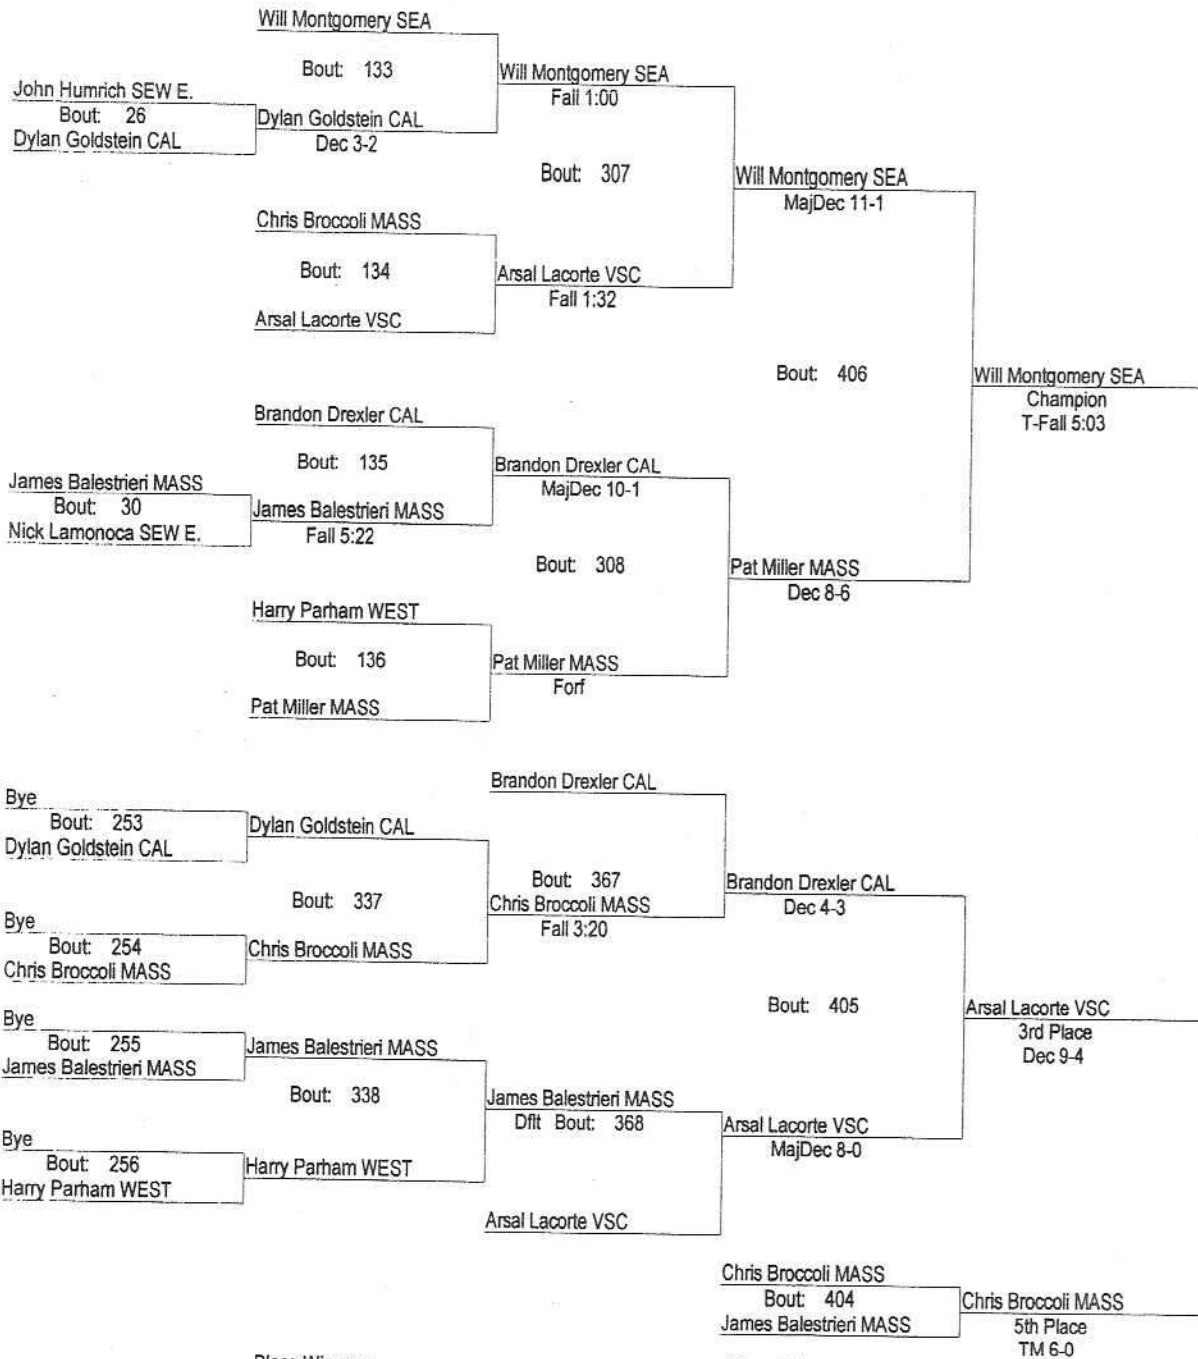 Will Montgomery SEA
Bout: 133
Will Montgomery SEA
Fall 1:00
John Humrich SEW E.
Bout: 26
Dylan Goldstein CAL
Dylan Goldstein CAL
Dec 3-2
Bout: 307
Will Montgomery SEA
MajDec 11-1
Chris Broccoli MASS
Bout: 134
Arsal Lacorte VSC
Fall 1:32
Arsal Lacorte VSC
Bout: 406
Will Montgomery SEA
Champion
T-Fall 5:03
Brandon Drexler CAL
Bout: 135
Brandon Drexler CAL
MajDec 10-1
James Balestrieri MASS
Bout: 30
Nick Lamonoca SEW E.
James Balestrieri MASS
Fall 5:22
Bout: 308
Pat Miller MASS
Dec 8-6
Harry Parham WEST
Bout: 136
Pat Miller MASS
Forf
Pat Miller MASS
Brandon Drexler CAL
Bye
Bout: 253
Dylan Goldstein CAL
Dylan Goldstein CAL
Bout: 337
Bout: 367
Chris Broccoli MASS
Fall 3:20
Brandon Drexler CAL
Dec 4-3
Bye
Bout: 254
Chris Broccoli MASS
Chris Broccoli MASS
Bout: 405
Arsal Lacorte VSC
3rd Place
Dec 9-4
Bye
Bout: 255
James Balestrieri MASS
James Balestrieri MASS
Bout: 338
James Balestrieri MASS
Dflt Bout: 368
Arsal Lacorte VSC
MajDec 8-0
Bye
Bout: 256
Harry Parham WEST
Harry Parham WEST
Arsal Lacorte VSC
Chris Broccoli MASS
Bout: 404
James Balestrieri MASS
Chris Broccoli MASS
5th Place
TM 6-0